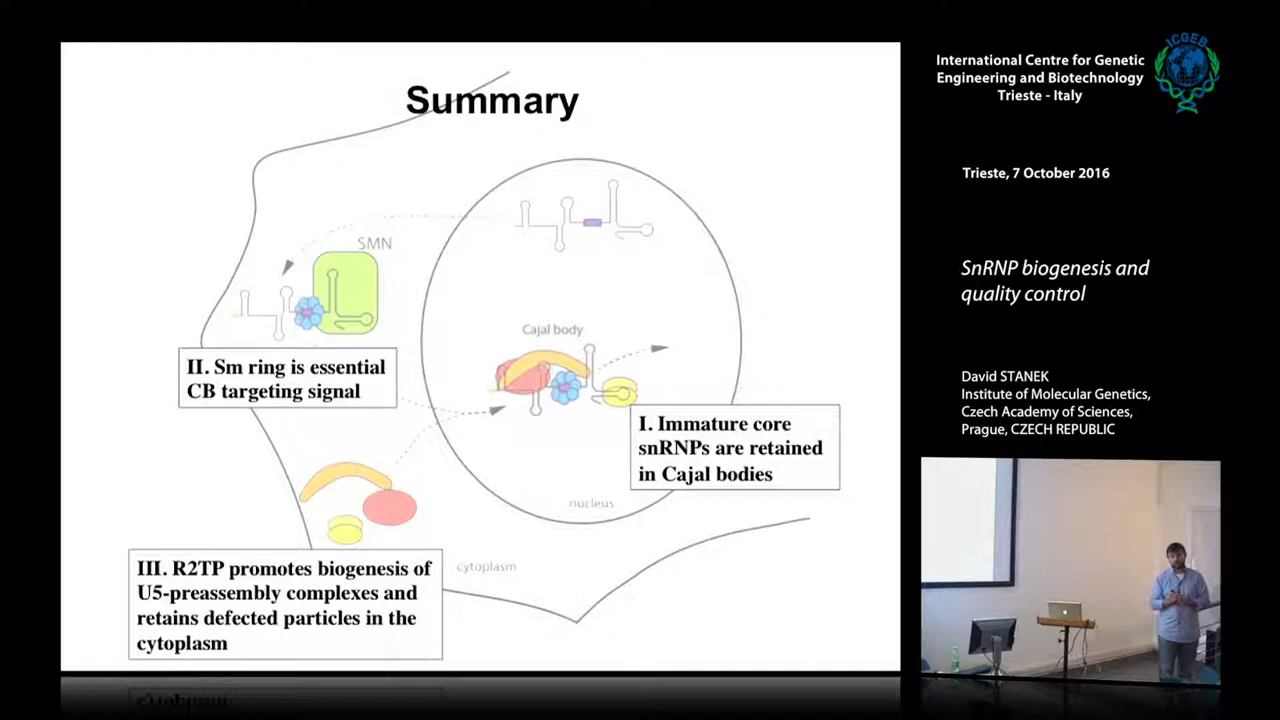 Summary
SMN
Cajal body
II. Sm ring is essential
CB targeting signal
I. Immature core
snRNPs are retained
in Cajal bodies
nucleus
III. R2TP promotes biogenesis of
U5-preassembly complexes and
retains defected particles in the
cytoplasm
cytoplasm
International Centre for Genetic
Engineering and Biotechnology
Trieste - Italy
ICGEB
Trieste, 7 October 2016
SnRNP biogenesis and
quality control
David STANEK
Institute of Molecular Genetics,
Czech Academy of Sciences,
Prague, CZECH REPUBLIC